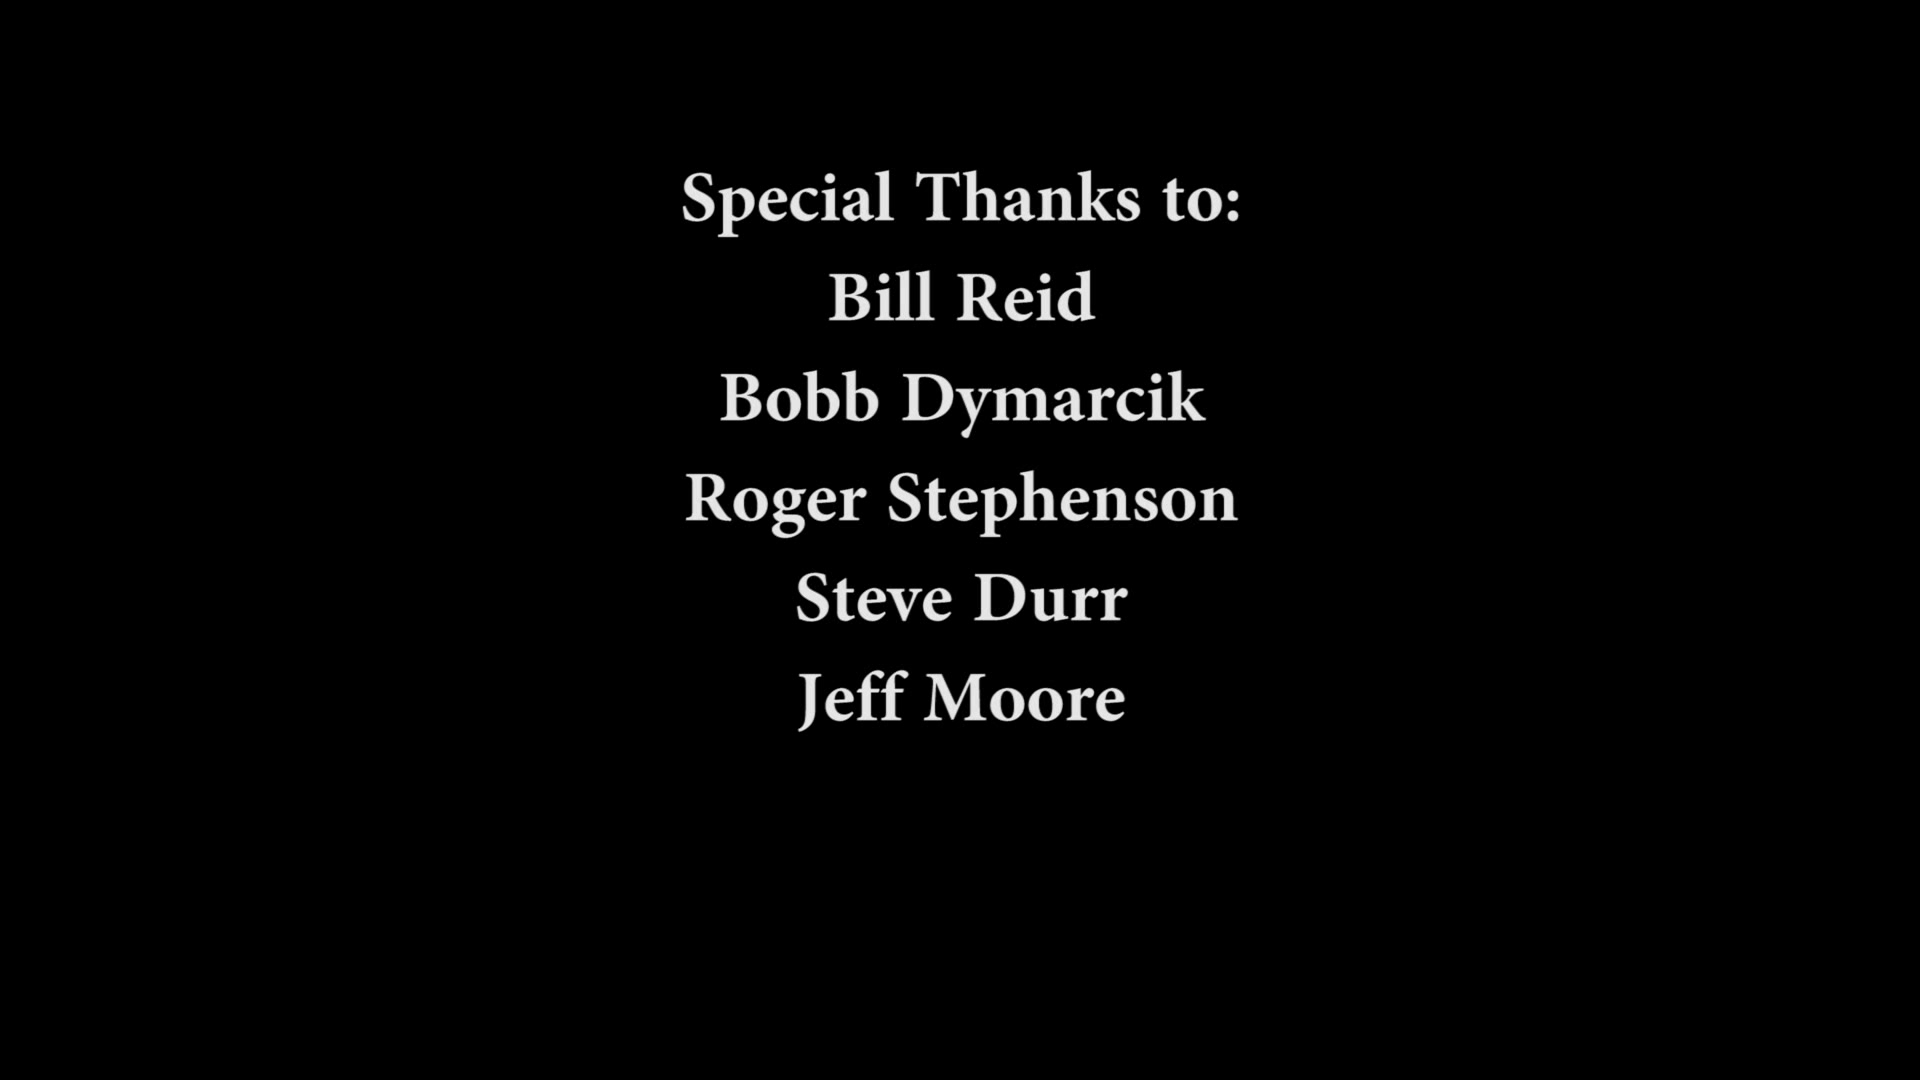 Special Thanks to:
Bill Reid
Bobb Dymarcik
Roger Stephenson
Steve Durr
Jeff Moore